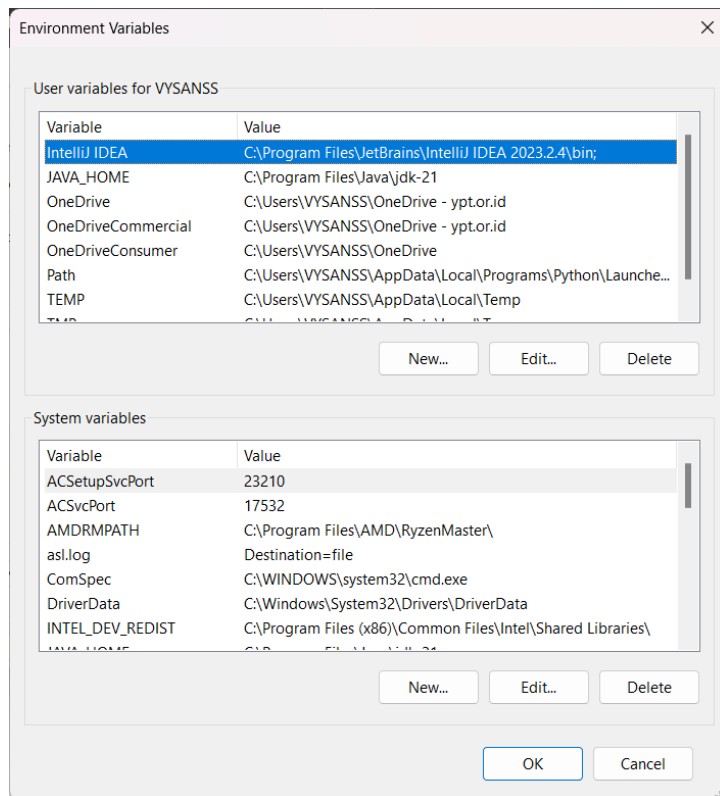 Environment Variables
User variables for VYSANSS
Variable Value
IntelliJ IDEA C:\Program Files\JetBrains\IntelliJ IDEA 2023.2.4\bin;
JAVA_HOME C:\Program Files\Java\jdk-21
OneDrive C:\Users\VYSANSS\OneDrive - ypt.or.id
OneDriveCommercial C:\Users\VYSANSS\OneDrive - ypt.or.id
OneDriveConsumer C:\Users\VYSANSS\OneDrive
Path C:\Users\VYSANSS\AppData\Local\Programs\Python\Launche...
TEMP C:\Users\VYSANSS\AppData\Local\Temp
New... Edit... Delete
System variables
Variable Value
ACSetupSvcPort 23210
ACSvcPort 17532
AMDRMPATH C:\Program Files\AMD\RyzenMaster\
asl.log Destination=file
ComSpec C:\WINDOWS\system32\cmd.exe
DriverData C:\Windows\System32\Drivers\DriverData
INTEL_DEV_REDIST C:\Program Files (x86)\Common Files\Intel\Shared Libraries\
New... Edit... Delete
OK Cancel